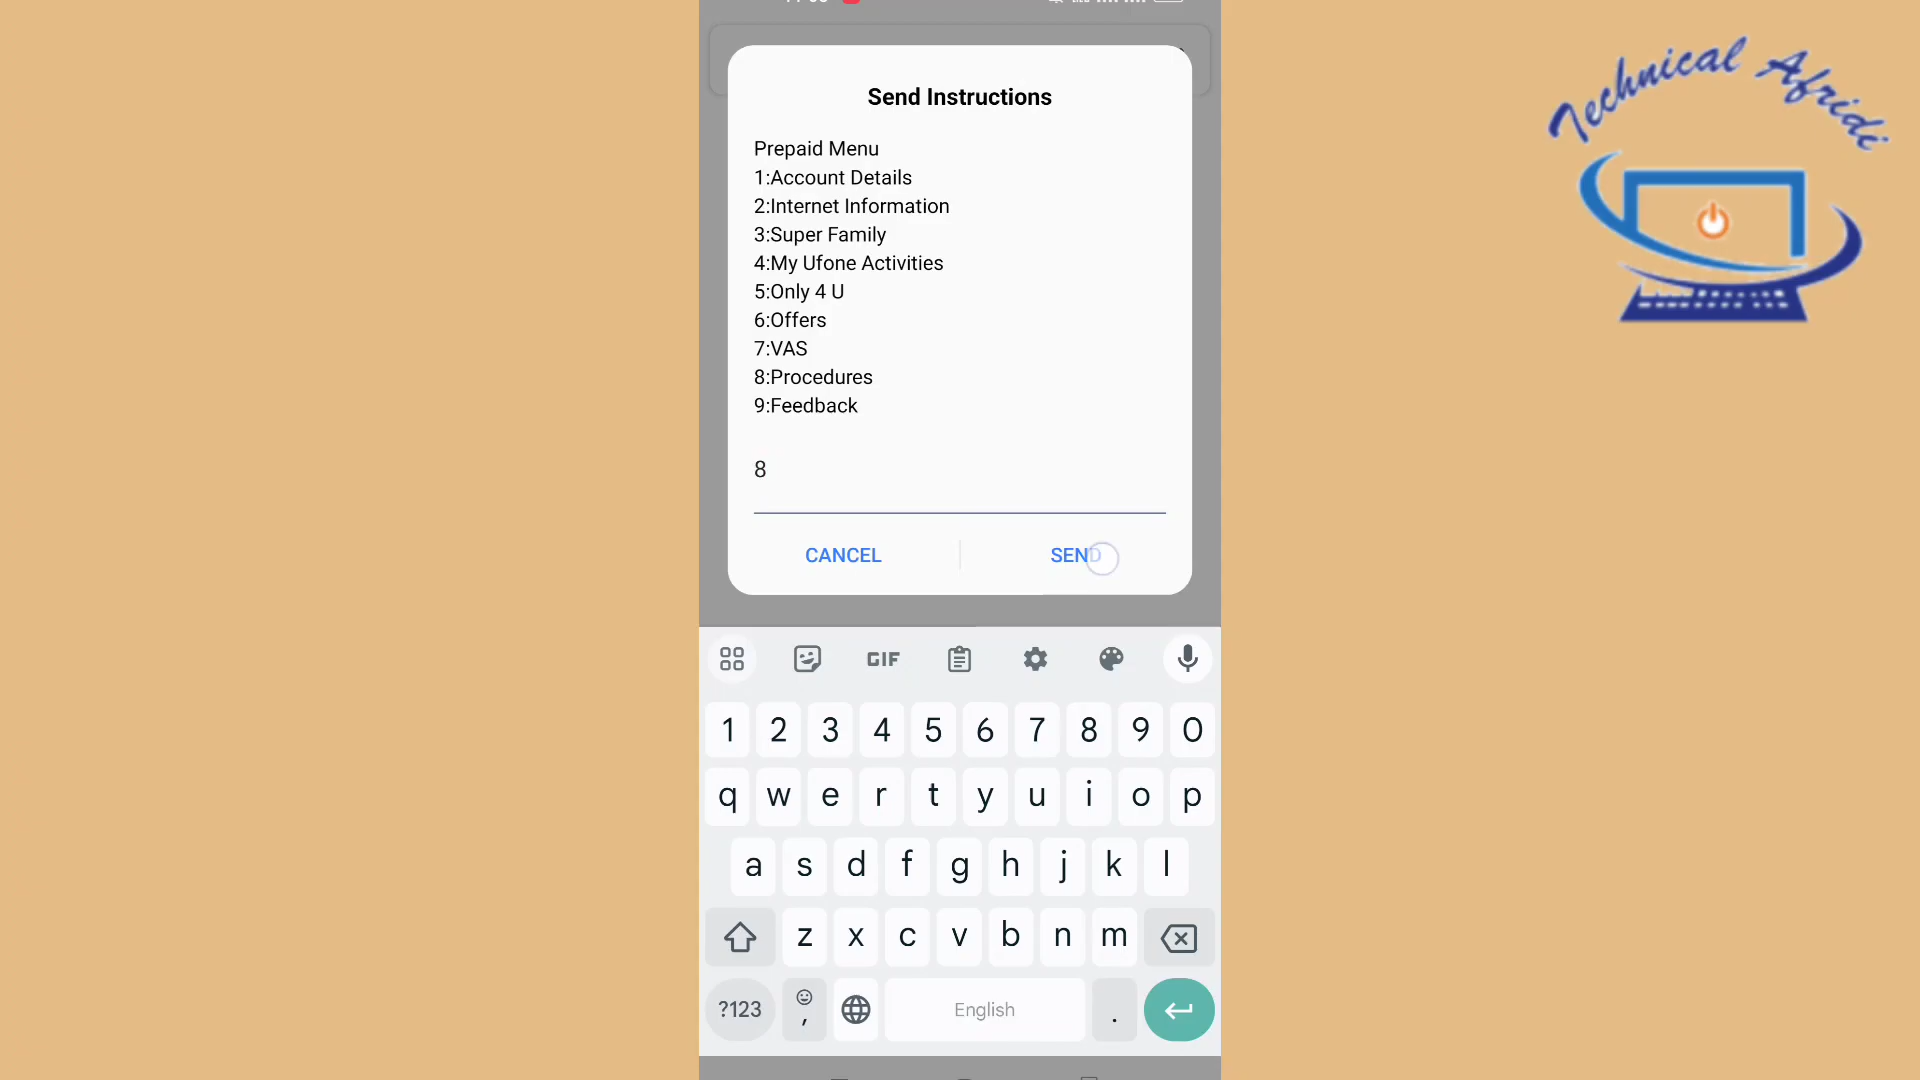 Technical Afridi
Send Instructions
Prepaid Menu
1:Account Details
2:Internet Information
3:Super Family
4:My Ufone Activities
5:Only 4 U
6:Offers
7:VAS
8:Procedures
9:Feedback
8
CANCEL
SEND
GIF
1 2 3 4 5 6 7 8 9 0
q w e r t y u i o p
a s d f g h j k l
z x c v b n m
?123 , English .